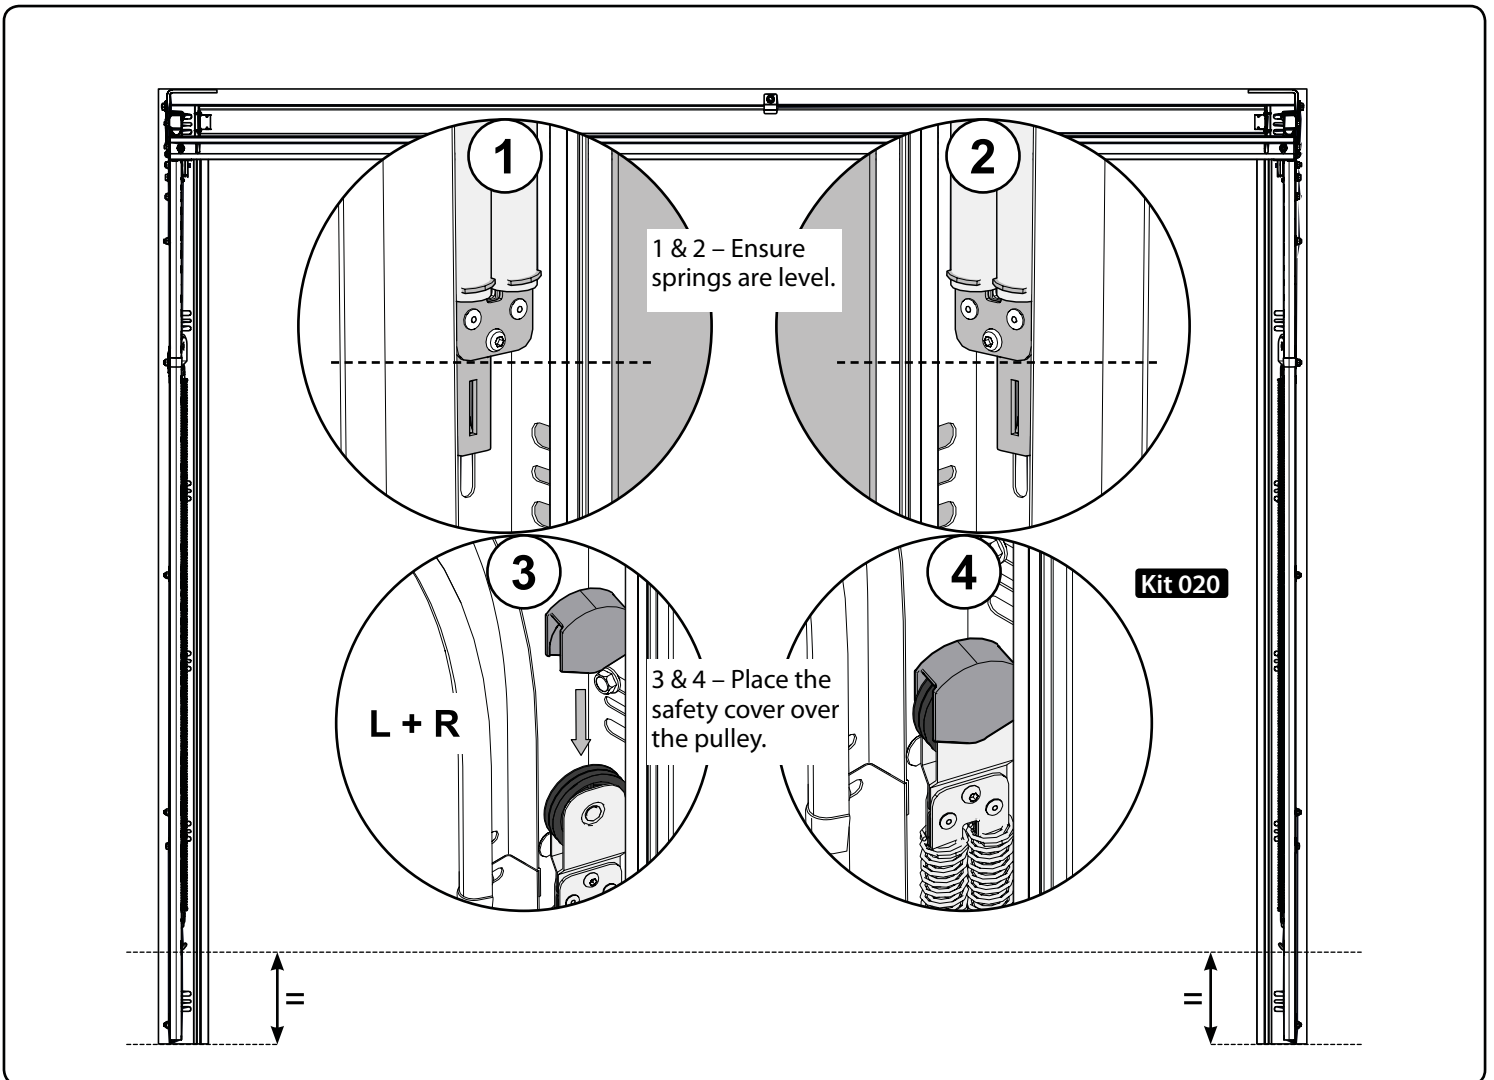 1
2
1 & 2 – Ensure
springs are level.
3
4
Kit 020
L + R
3 & 4 – Place the
safety cover over
the pulley.
=
=